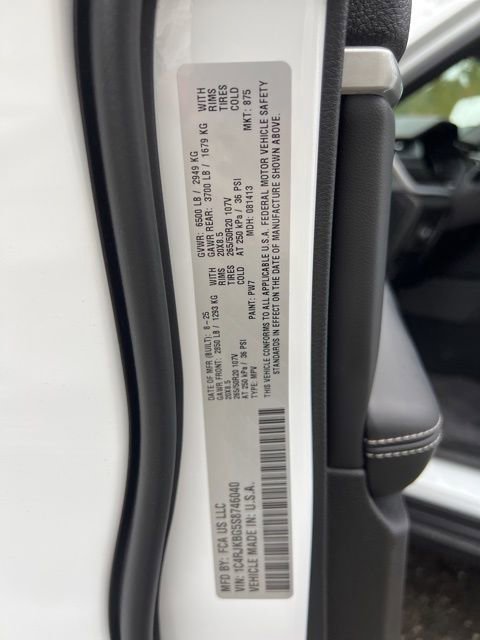 MFD BY: FCA US LLC
DATE OF MFR (BUILT): 8-25 GVWR: 6500 LB / 2949 KG
GAWR FRONT: 2850 LB / 1293 KG WITH GAWR REAR: 3700 LB / 1679 KG WITH
20X8.5 RIMS 20X8.5 RIMS
265/50R20 107V TIRES 265/50R20 107V TIRES
AT 250 kPa / 36 PSI COLD AT 250 kPa / 36 PSI COLD
VIN: 1C4RJKBG5S8746040 TYPE: MPV PAINT: PW7 MDH: 081413 MKT: 875
VEHICLE MADE IN: U.S.A.
THIS VEHICLE CONFORMS TO ALL APPLICABLE U.S.A. FEDERAL MOTOR VEHICLE SAFETY
STANDARDS IN EFFECT ON THE DATE OF MANUFACTURE SHOWN ABOVE.